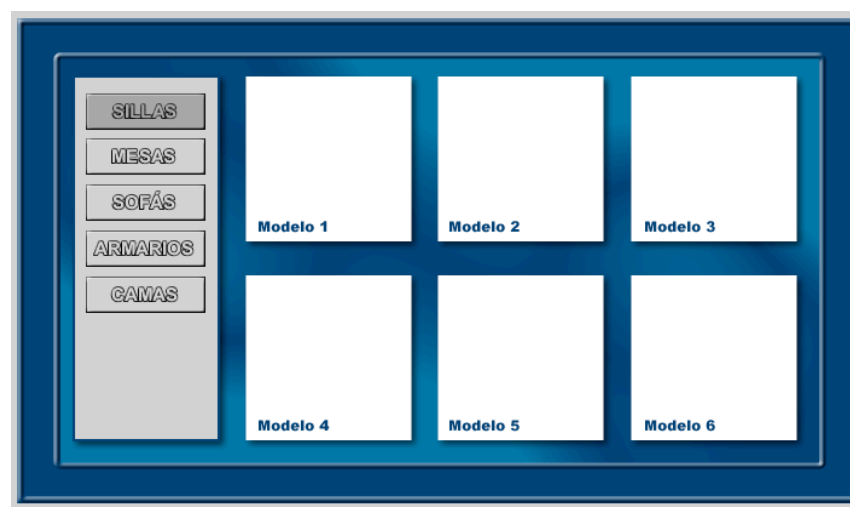 SILLAS
MESAS
SOFÁS
ARMARIOS
CAMAS
Modelo 1
Modelo 2
Modelo 3
Modelo 4
Modelo 5
Modelo 6